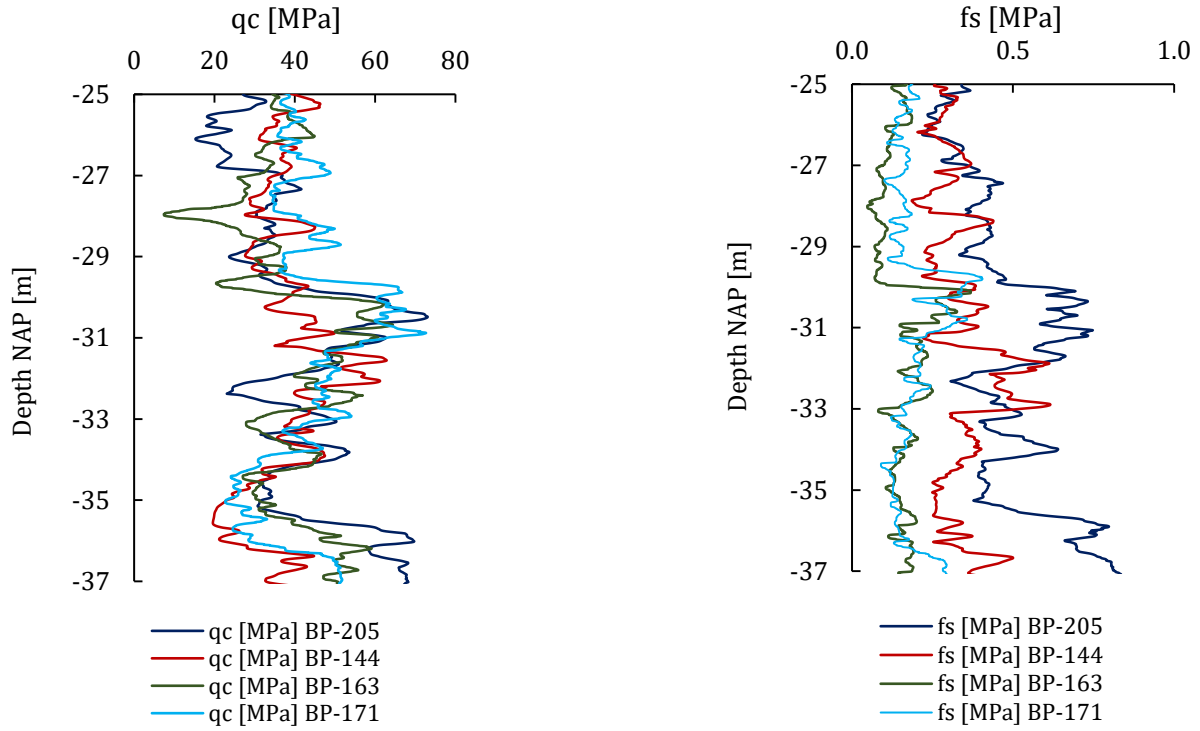 qc [MPa]
0 20 40 60 80
-25
-27
-29
-31
-33
-35
-37
Depth NAP [m]
qc [MPa] BP-205
qc [MPa] BP-144
qc [MPa] BP-163
qc [MPa] BP-171
fs [MPa]
0.0 0.5 1.0
-25
-27
-29
-31
-33
-35
-37
Depth NAP [m]
fs [MPa] BP-205
fs [MPa] BP-144
fs [MPa] BP-163
fs [MPa] BP-171